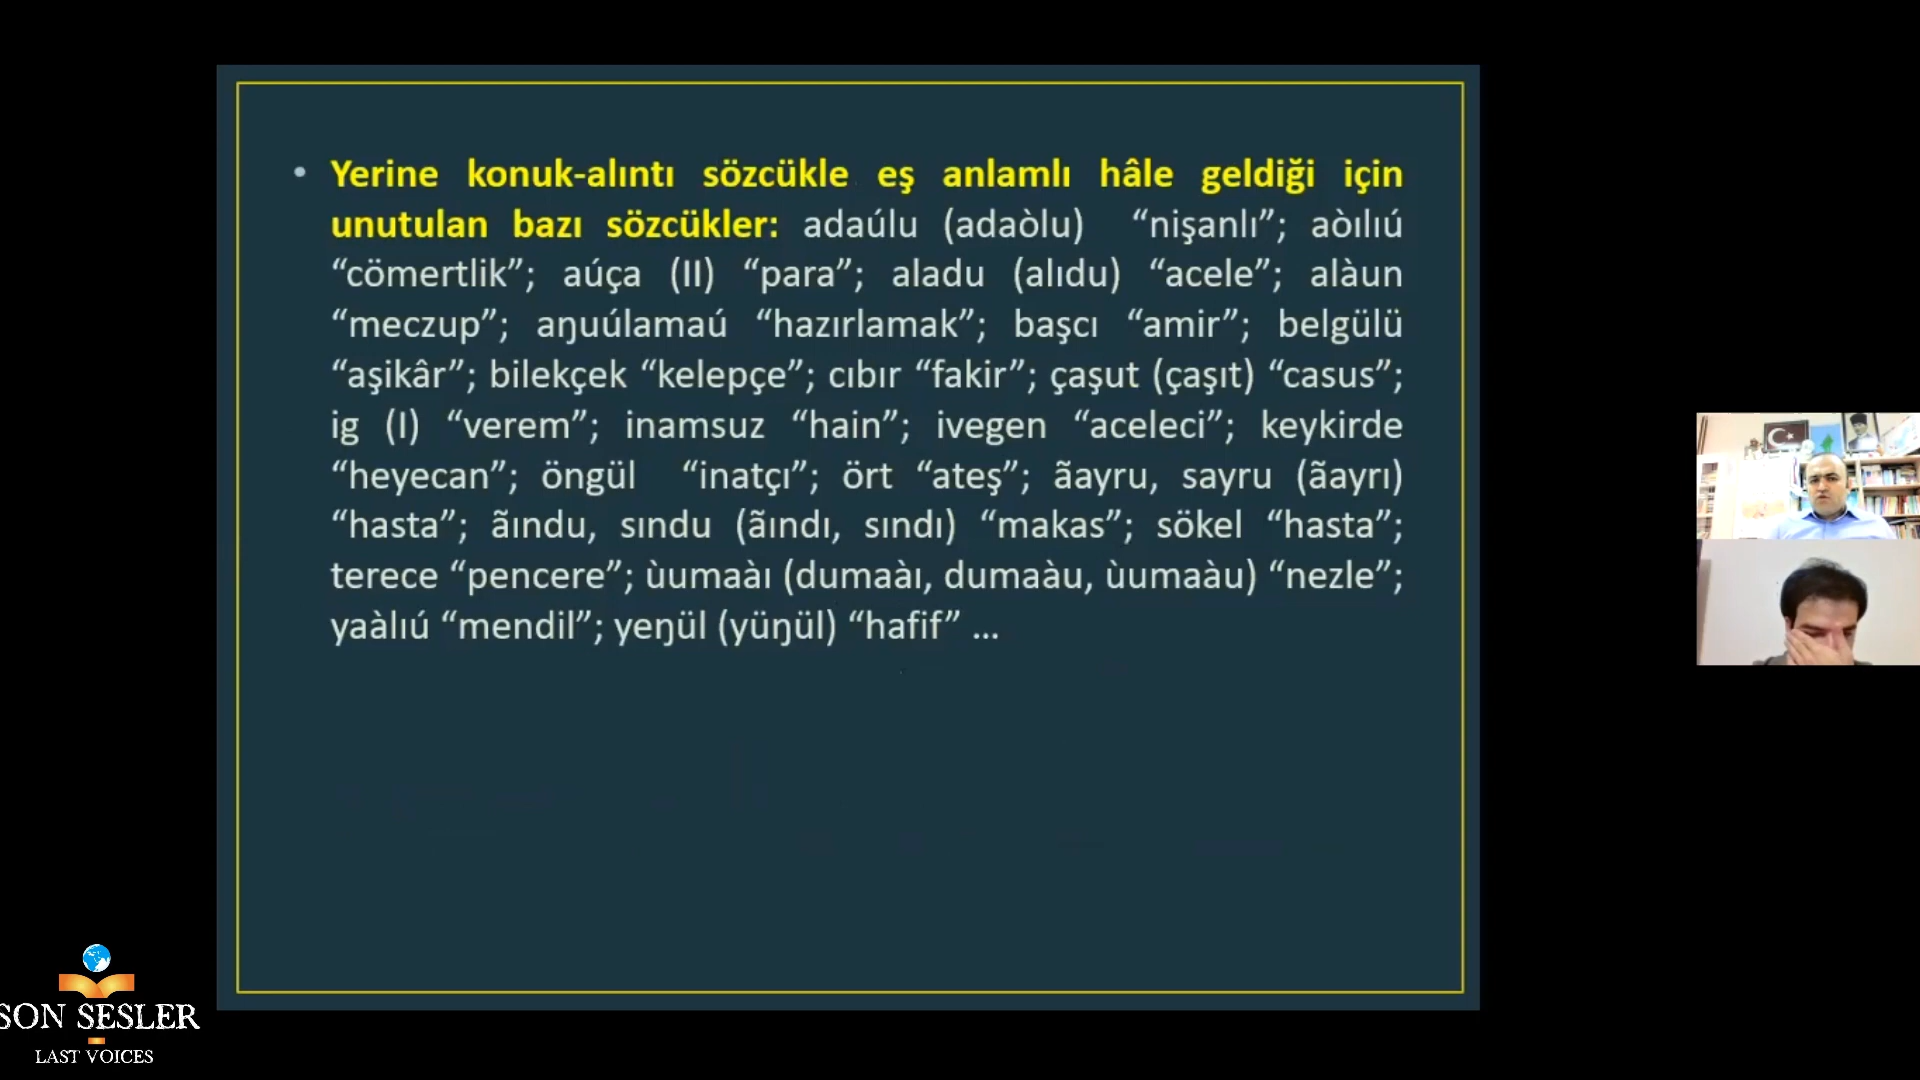 • Yerine konuk-alıntı sözcükle eş anlamlı hâle geldiği için
unutulan bazı sözcükler: adaúlu (adaòlu) “nişanlı”; aòılıú
“cömertlik”; aúça (II) “para”; aladu (alıdu) “acele”; alàun
“meczup”; aŋuúlamaú “hazırlamak”; başcı “amir”; belgülü
“aşikâr”; bilekçek “kelepçe”; cıbır “fakir”; çaşut (çaşıt) “casus”;
ig (I) “verem”; inamsuz “hain”; ivegen “aceleci”; keykirde
“heyecan”; öngül “inatçı”; ört “ateş”; ãayru, sayru (ãayrı)
“hasta”; ãındu, sındu (ãındı, sındı) “makas”; sökel “hasta”;
terece “pencere”; ùumaàı (dumaàı, dumaàu, ùumaàu) “nezle”;
yaàlıú “mendil”; yeŋül (yüŋül) “hafif” ...
SON SESLER
LAST VOICES